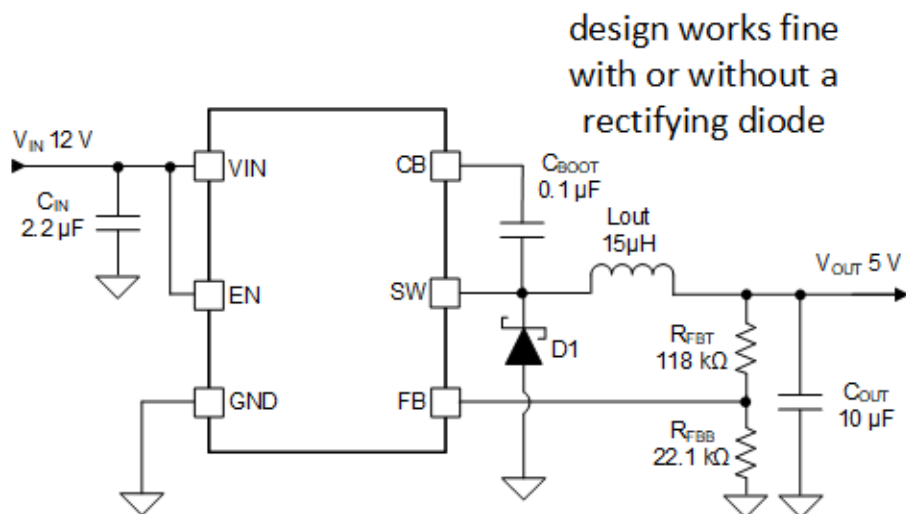 design works fine
with or without a
rectifying diode
VIN 12 V
VIN
CB
CBOOT
0.1 µF
CIN
2.2 µF
Lout
15µH
VOUT 5 V
EN
SW
D1
RFBT
118 kΩ
GND
FB
COUT
10 µF
RFBB
22.1 kΩ